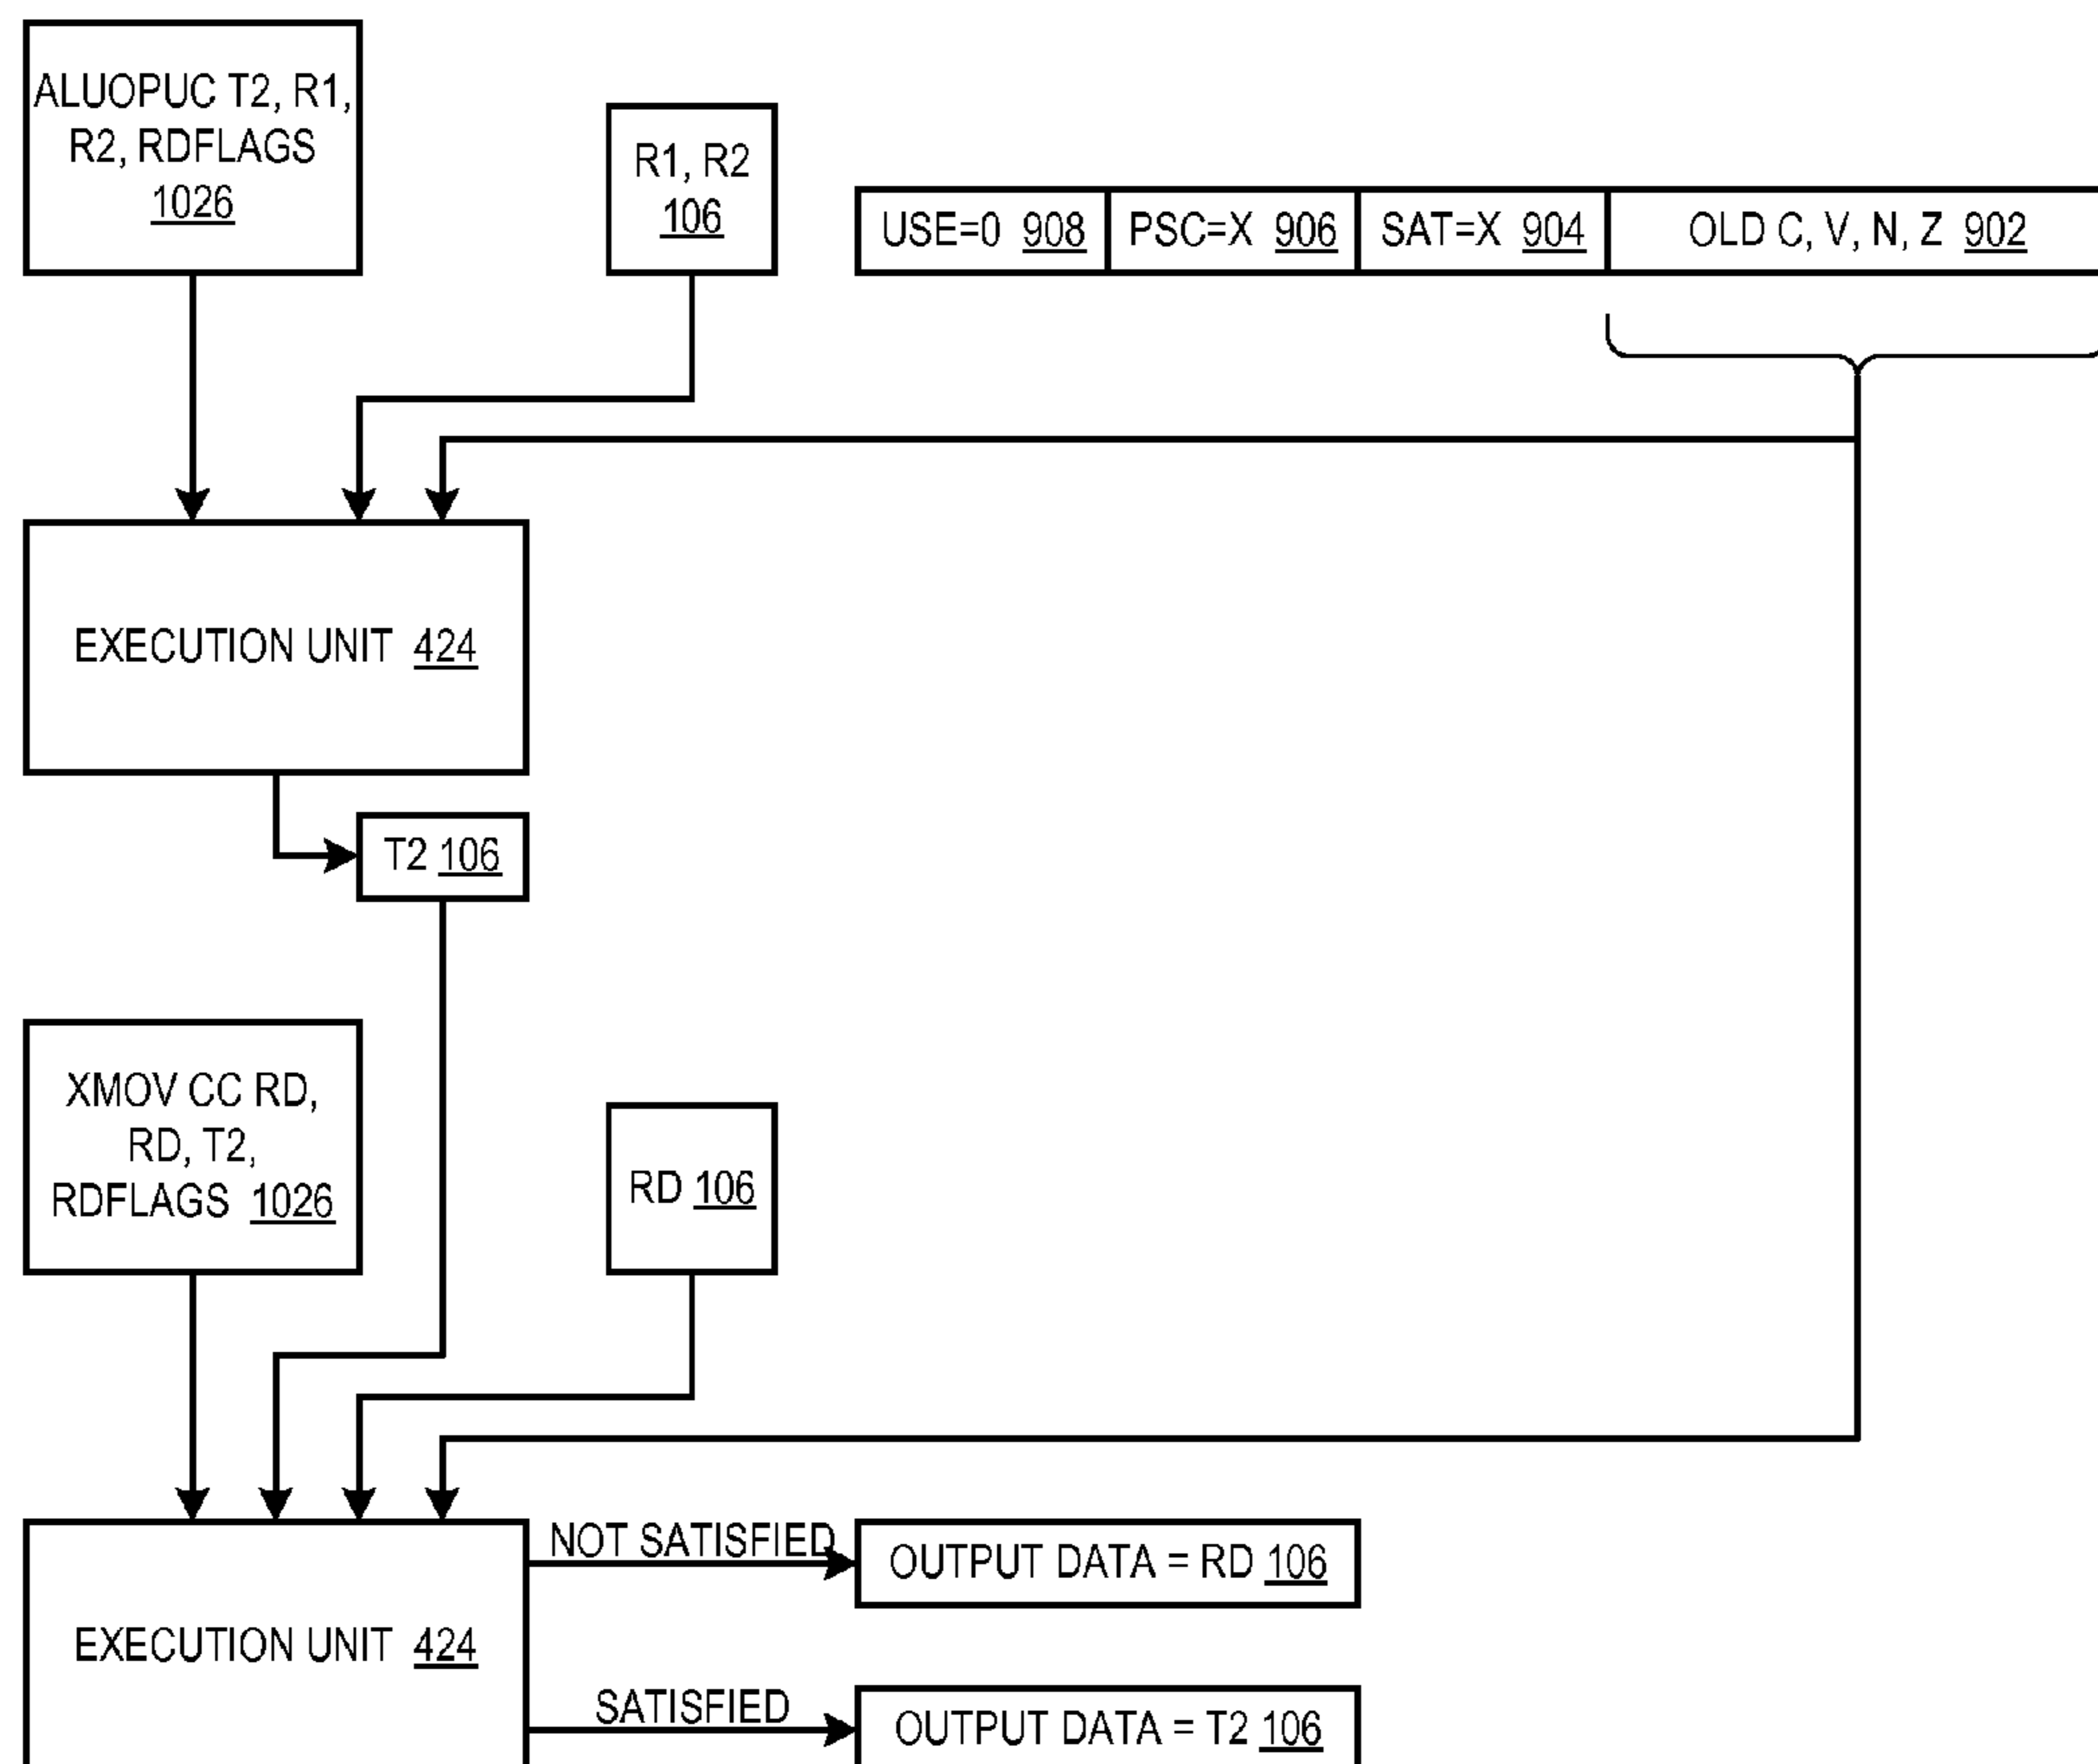 ALUOPUC T2, R1,
R2, RDFLAGS
1026
R1, R2
106
USE=0 908
PSC=X 906
SAT=X 904
OLD C, V, N, Z 902
EXECUTION UNIT 424
T2 106
XMOV CC RD,
RD, T2,
RDFLAGS 1026
RD 106
EXECUTION UNIT 424
NOT SATISFIED
OUTPUT DATA = RD 106
SATISFIED
OUTPUT DATA = T2 106